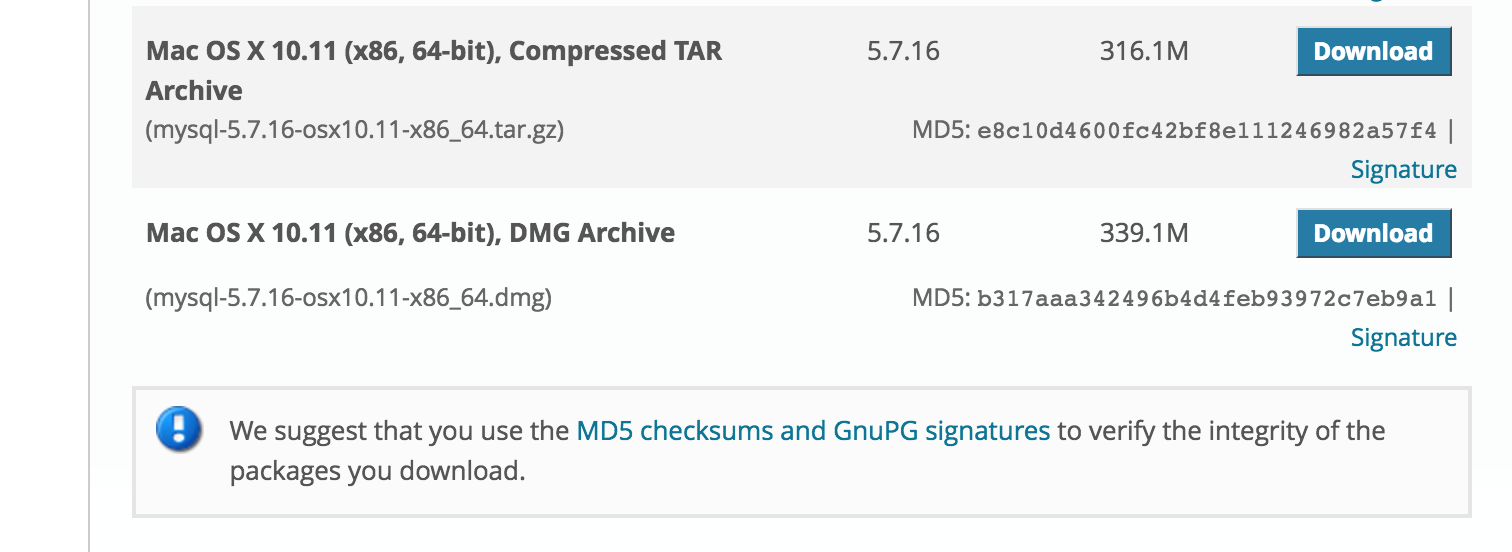 Mac OS X 10.11 (x86, 64-bit), Compressed TAR Archive
5.7.16
316.1M
Download
(mysql-5.7.16-osx10.11-x86_64.tar.gz)
MD5: e8c10d4600fc42bf8e111246982a57f4 |
Signature
Mac OS X 10.11 (x86, 64-bit), DMG Archive
5.7.16
339.1M
Download
(mysql-5.7.16-osx10.11-x86_64.dmg)
MD5: b317aaa342496b4d4feb93972c7eb9a1 |
Signature
We suggest that you use the MD5 checksums and GnuPG signatures to verify the integrity of the
packages you download.